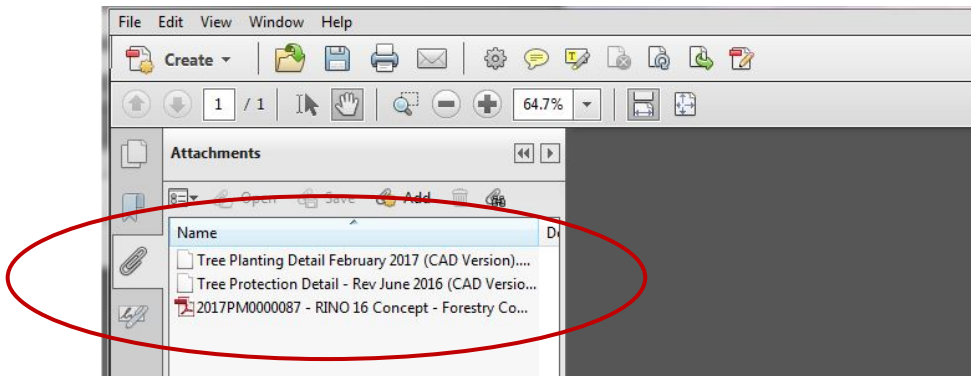 File Edit View Window Help
Create
1 / 1 64.7%
Attachments
Open Save Add
Name De
Tree Planting Detail February 2017 (CAD Version)....
Tree Protection Detail - Rev June 2016 (CAD Versio...
2017PM0000087 - RINO 16 Concept - Forestry Co...